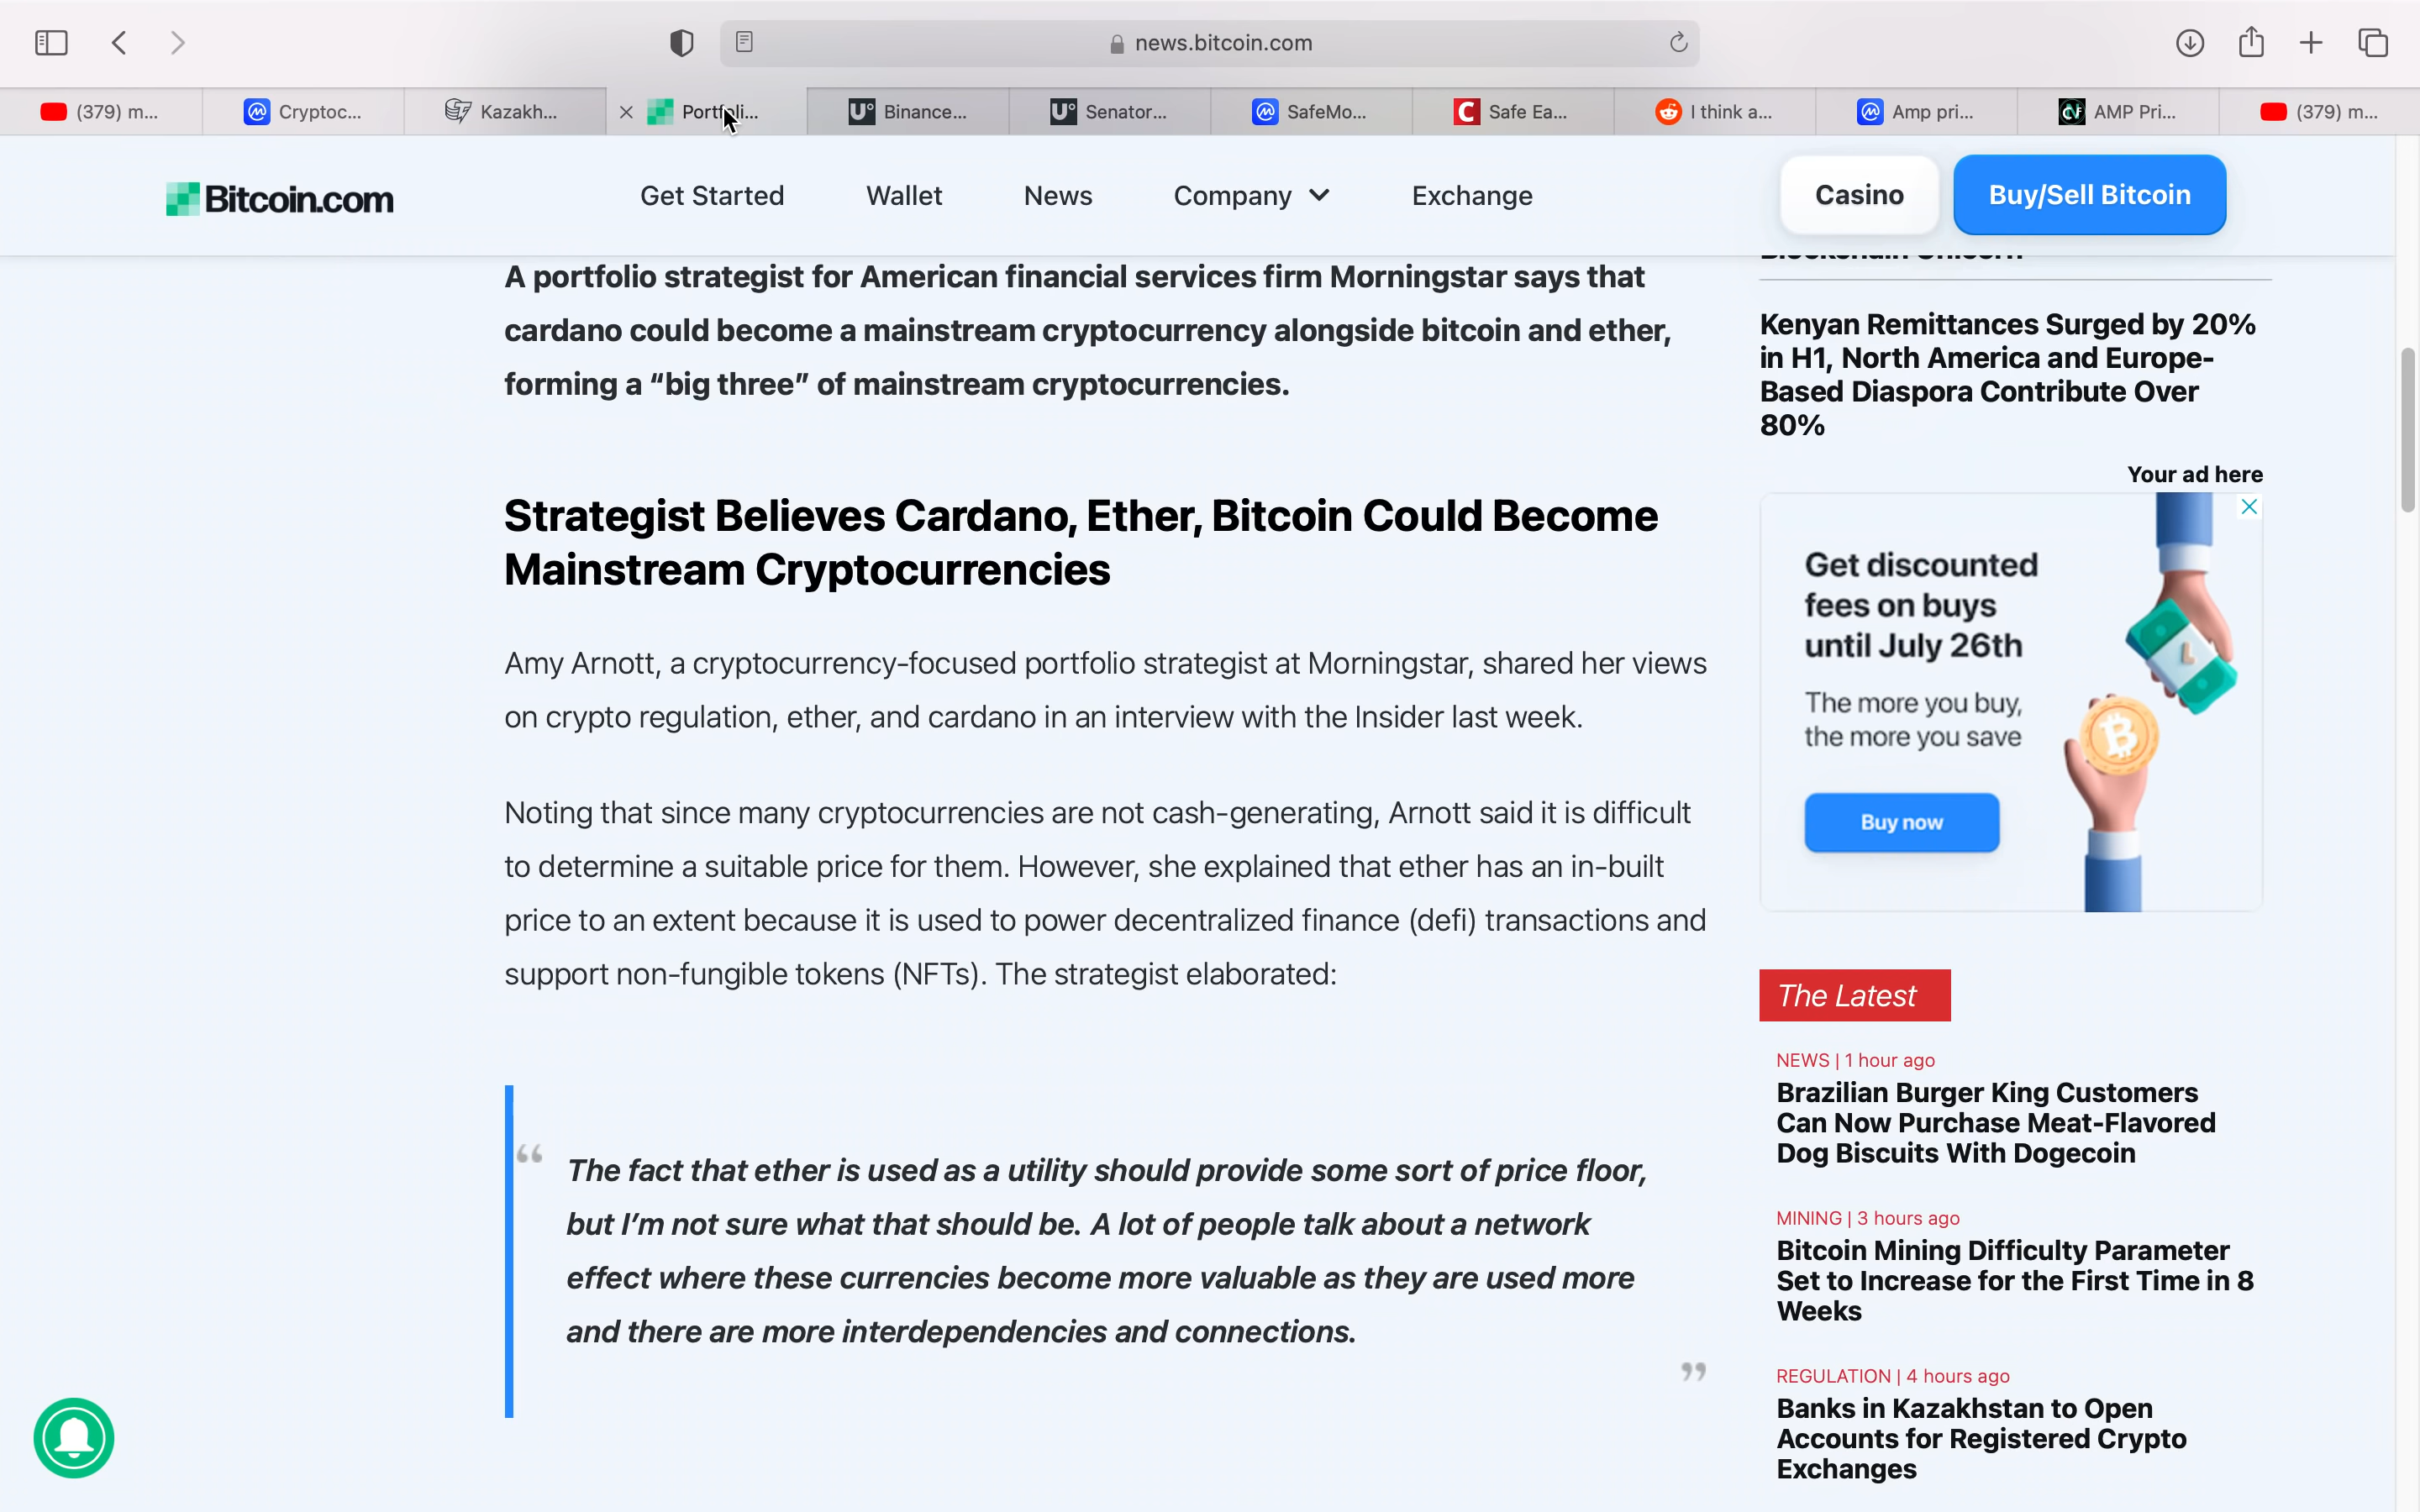 news.bitcoin.com
(379) m...
Cryptoc...
Kazakh...
Portfoli...
Binance...
Senator...
SafeMo...
Safe Ea...
I think a...
Amp pri...
AMP Pri...
(379) m...
Bitcoin.com
Get Started
Wallet
News
Company
Exchange
Casino
Buy/Sell Bitcoin
A portfolio strategist for American financial services firm Morningstar says that
cardano could become a mainstream cryptocurrency alongside bitcoin and ether,
forming a “big three” of mainstream cryptocurrencies.
Strategist Believes Cardano, Ether, Bitcoin Could Become
Mainstream Cryptocurrencies
Amy Arnott, a cryptocurrency-focused portfolio strategist at Morningstar, shared her views
on crypto regulation, ether, and cardano in an interview with the Insider last week.
Noting that since many cryptocurrencies are not cash-generating, Arnott said it is difficult
to determine a suitable price for them. However, she explained that ether has an in-built
price to an extent because it is used to power decentralized finance (defi) transactions and
support non-fungible tokens (NFTs). The strategist elaborated:
“
The fact that ether is used as a utility should provide some sort of price floor,
but I’m not sure what that should be. A lot of people talk about a network
effect where these currencies become more valuable as they are used more
and there are more interdependencies and connections.
”
Blockchain Unicorn
Kenyan Remittances Surged by 20%
in H1, North America and Europe-
Based Diaspora Contribute Over
80%
Your ad here
Get discounted
fees on buys
until July 26th
The more you buy,
the more you save
Buy now
The Latest
NEWS | 1 hour ago
Brazilian Burger King Customers
Can Now Purchase Meat-Flavored
Dog Biscuits With Dogecoin
MINING | 3 hours ago
Bitcoin Mining Difficulty Parameter
Set to Increase for the First Time in 8
Weeks
REGULATION | 4 hours ago
Banks in Kazakhstan to Open
Accounts for Registered Crypto
Exchanges